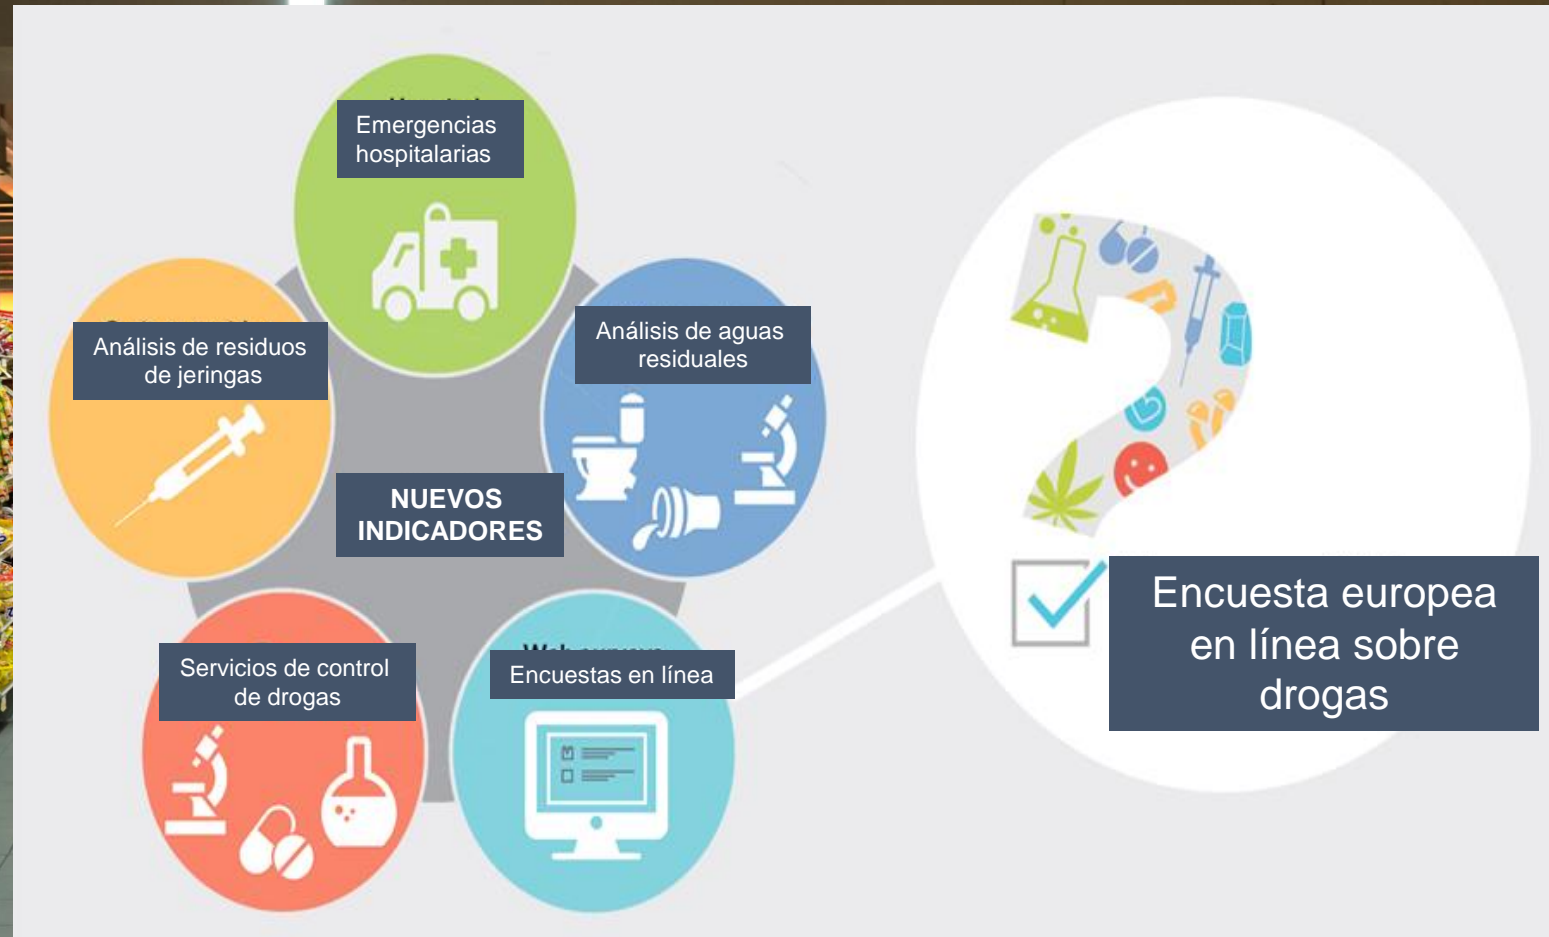 Emergencias
hospitalarias
Análisis de residuos
de jeringas
Análisis de aguas
residuales
NUEVOS
INDICADORES
Servicios de control
de drogas
Encuestas en línea
Encuesta europea
en línea sobre
drogas